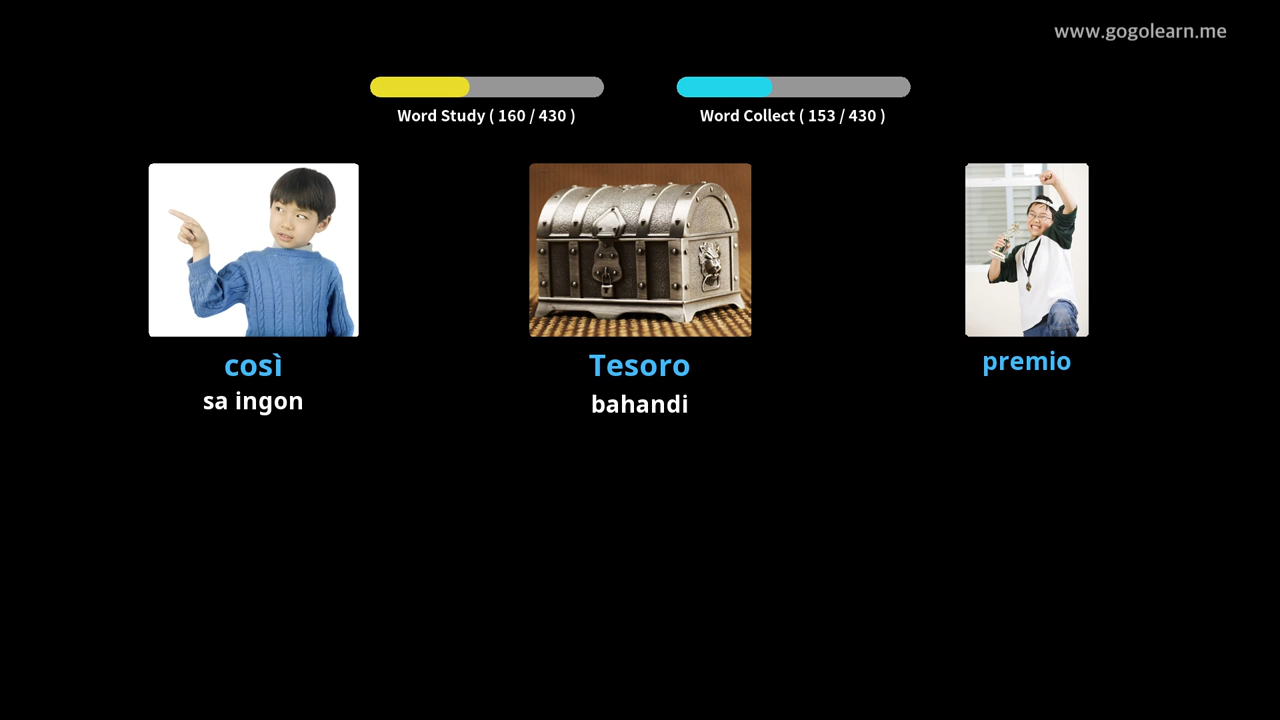 www.gogolearn.me
Word Study ( 160 / 430 )
Word Collect ( 153 / 430 )
così
sa ingon
Tesoro
bahandi
premio